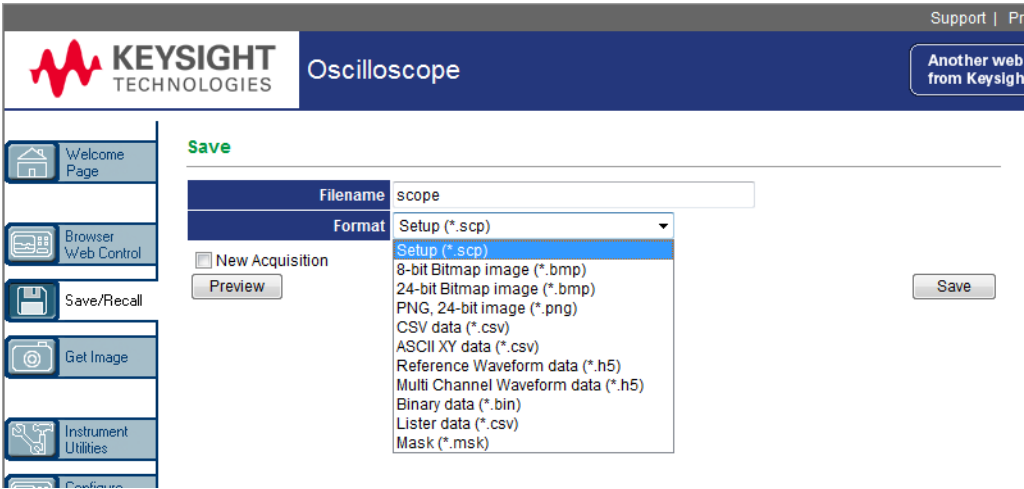 Support | Pr
KEYSIGHT
TECHNOLOGIES
Oscilloscope
Another web
from Keysigh
Welcome
Page
Browser
Web Control
Save/Recall
Get Image
Instrument
Utilities
Configure
Save
Filename scope
Format Setup (*.scp)
Setup (*.scp)
8-bit Bitmap image (*.bmp)
24-bit Bitmap image (*.bmp)
PNG, 24-bit image (*.png)
CSV data (*.csv)
ASCII XY data (*.csv)
Reference Waveform data (*.h5)
Multi Channel Waveform data (*.h5)
Binary data (*.bin)
Lister data (*.csv)
Mask (*.msk)
New Acquisition
Preview
Save